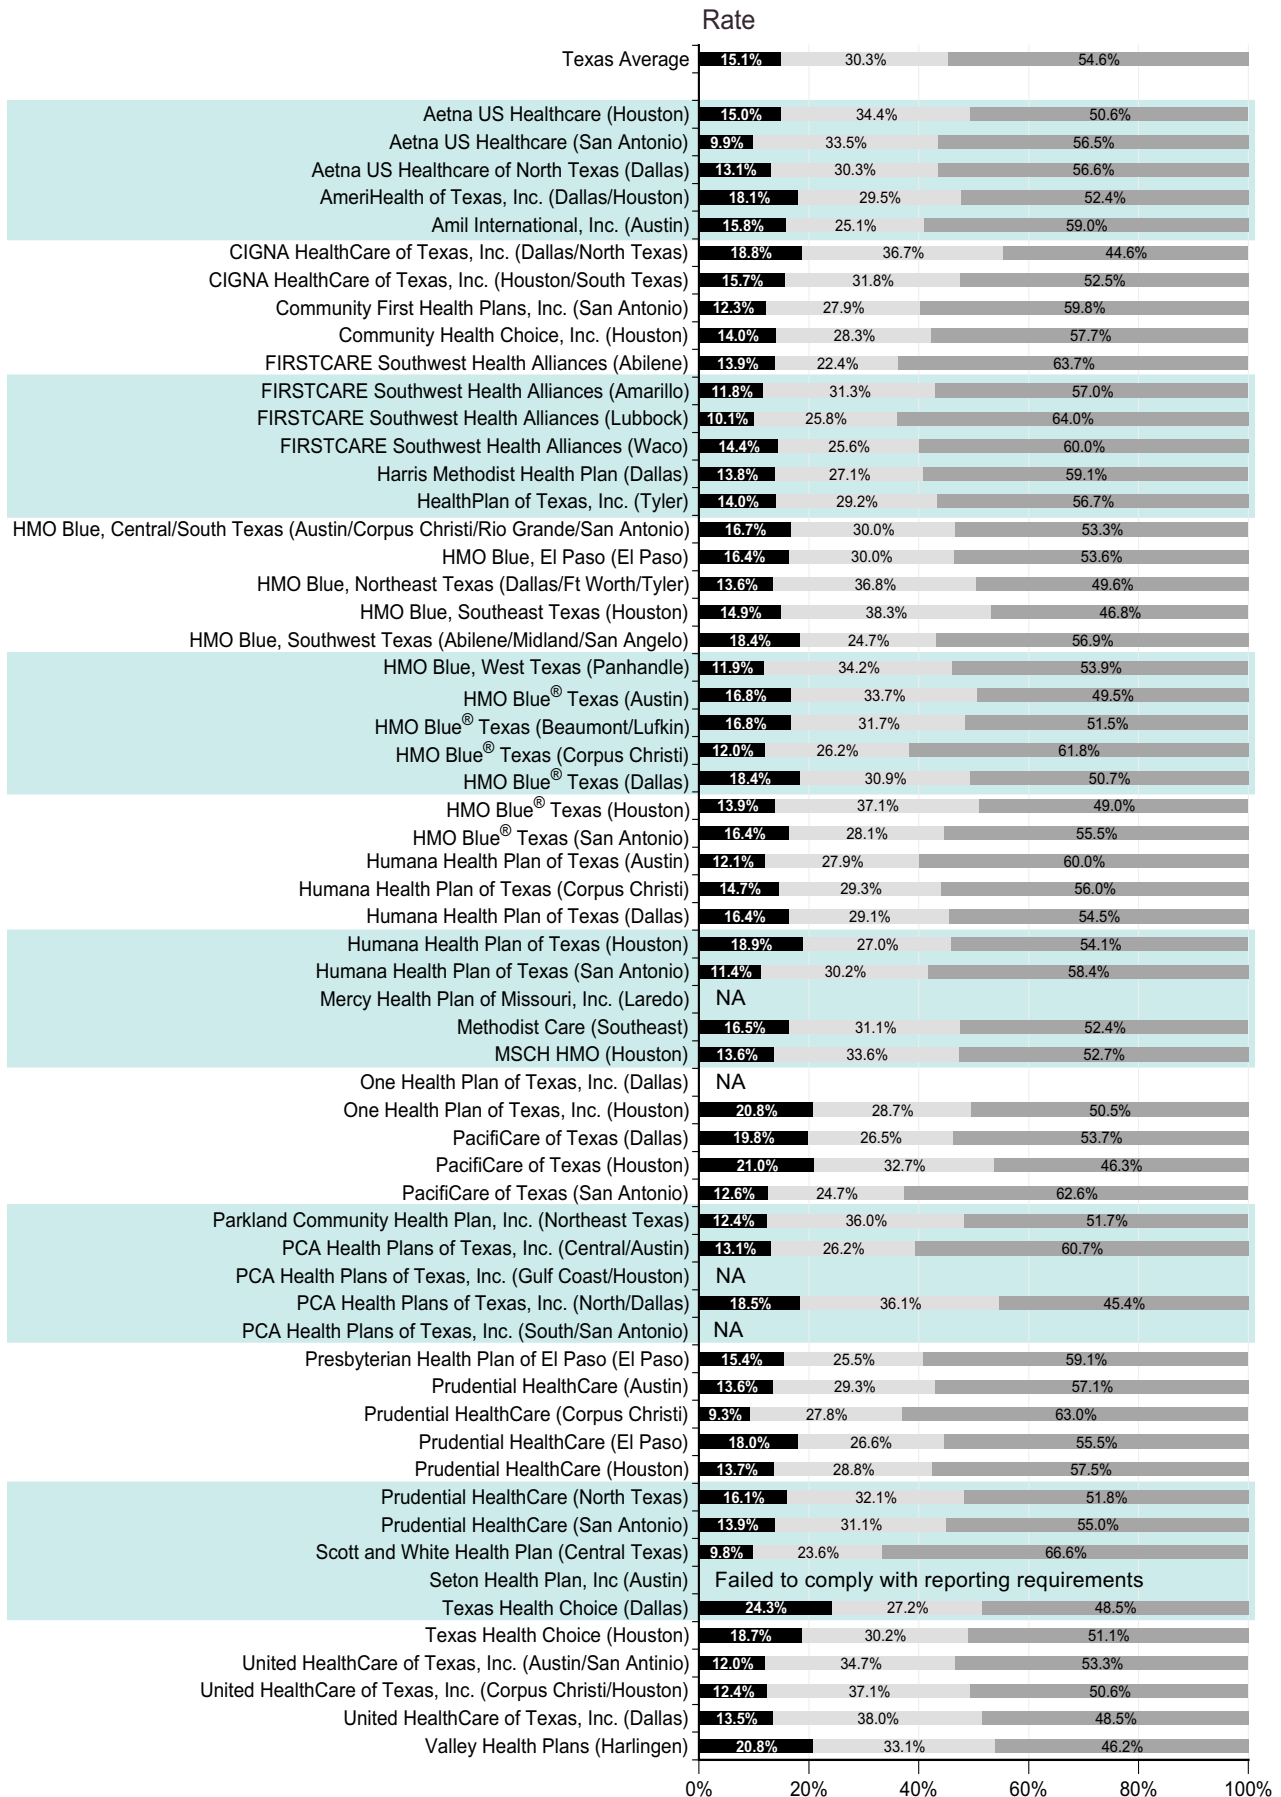 Rate
Texas Average 15.1% 30.3% 54.6%
Aetna US Healthcare (Houston) 15.0% 34.4% 50.6%
Aetna US Healthcare (San Antonio) 9.9% 33.5% 56.5%
Aetna US Healthcare of North Texas (Dallas) 13.1% 30.3% 56.6%
AmeriHealth of Texas, Inc. (Dallas/Houston) 18.1% 29.5% 52.4%
Amil International, Inc. (Austin) 15.8% 25.1% 59.0%
CIGNA HealthCare of Texas, Inc. (Dallas/North Texas) 18.8% 36.7% 44.6%
CIGNA HealthCare of Texas, Inc. (Houston/South Texas) 15.7% 31.8% 52.5%
Community First Health Plans, Inc. (San Antonio) 12.3% 27.9% 59.8%
Community Health Choice, Inc. (Houston) 14.0% 28.3% 57.7%
FIRSTCARE Southwest Health Alliances (Abilene) 13.9% 22.4% 63.7%
FIRSTCARE Southwest Health Alliances (Amarillo) 11.8% 31.3% 57.0%
FIRSTCARE Southwest Health Alliances (Lubbock) 10.1% 25.8% 64.0%
FIRSTCARE Southwest Health Alliances (Waco) 14.4% 25.6% 60.0%
Harris Methodist Health Plan (Dallas) 13.8% 27.1% 59.1%
HealthPlan of Texas, Inc. (Tyler) 14.0% 29.2% 56.7%
HMO Blue, Central/South Texas (Austin/Corpus Christi/Rio Grande/San Antonio) 16.7% 30.0% 53.3%
HMO Blue, El Paso (El Paso) 16.4% 30.0% 53.6%
HMO Blue, Northeast Texas (Dallas/Ft Worth/Tyler) 13.6% 36.8% 49.6%
HMO Blue, Southeast Texas (Houston) 14.9% 38.3% 46.8%
HMO Blue, Southwest Texas (Abilene/Midland/San Angelo) 18.4% 24.7% 56.9%
HMO Blue, West Texas (Panhandle) 11.9% 34.2% 53.9%
HMO Blue® Texas (Austin) 16.8% 33.7% 49.5%
HMO Blue® Texas (Beaumont/Lufkin) 16.8% 31.7% 51.5%
HMO Blue® Texas (Corpus Christi) 12.0% 26.2% 61.8%
HMO Blue® Texas (Dallas) 18.4% 30.9% 50.7%
HMO Blue® Texas (Houston) 13.9% 37.1% 49.0%
HMO Blue® Texas (San Antonio) 16.4% 28.1% 55.5%
Humana Health Plan of Texas (Austin) 12.1% 27.9% 60.0%
Humana Health Plan of Texas (Corpus Christi) 14.7% 29.3% 56.0%
Humana Health Plan of Texas (Dallas) 16.4% 29.1% 54.5%
Humana Health Plan of Texas (Houston) 18.9% 27.0% 54.1%
Humana Health Plan of Texas (San Antonio) 11.4% 30.2% 58.4%
Mercy Health Plan of Missouri, Inc. (Laredo) NA
Methodist Care (Southeast) 16.5% 31.1% 52.4%
MSCH HMO (Houston) 13.6% 33.6% 52.7%
One Health Plan of Texas, Inc. (Dallas) NA
One Health Plan of Texas, Inc. (Houston) 20.8% 28.7% 50.5%
PacifiCare of Texas (Dallas) 19.8% 26.5% 53.7%
PacifiCare of Texas (Houston) 21.0% 32.7% 46.3%
PacifiCare of Texas (San Antonio) 12.6% 24.7% 62.6%
Parkland Community Health Plan, Inc. (Northeast Texas) 12.4% 36.0% 51.7%
PCA Health Plans of Texas, Inc. (Central/Austin) 13.1% 26.2% 60.7%
PCA Health Plans of Texas, Inc. (Gulf Coast/Houston) NA
PCA Health Plans of Texas, Inc. (North/Dallas) 18.5% 36.1% 45.4%
PCA Health Plans of Texas, Inc. (South/San Antonio) NA
Presbyterian Health Plan of El Paso (El Paso) 15.4% 25.5% 59.1%
Prudential HealthCare (Austin) 13.6% 29.3% 57.1%
Prudential HealthCare (Corpus Christi) 9.3% 27.8% 63.0%
Prudential HealthCare (El Paso) 18.0% 26.6% 55.5%
Prudential HealthCare (Houston) 13.7% 28.8% 57.5%
Prudential HealthCare (North Texas) 16.1% 32.1% 51.8%
Prudential HealthCare (San Antonio) 13.9% 31.1% 55.0%
Scott and White Health Plan (Central Texas) 9.8% 23.6% 66.6%
Seton Health Plan, Inc (Austin) Failed to comply with reporting requirements
Texas Health Choice (Dallas) 24.3% 27.2% 48.5%
Texas Health Choice (Houston) 18.7% 30.2% 51.1%
United HealthCare of Texas, Inc. (Austin/San Antinio) 12.0% 34.7% 53.3%
United HealthCare of Texas, Inc. (Corpus Christi/Houston) 12.4% 37.1% 50.6%
United HealthCare of Texas, Inc. (Dallas) 13.5% 38.0% 48.5%
Valley Health Plans (Harlingen) 20.8% 33.1% 46.2%
0% 20% 40% 60% 80% 100%